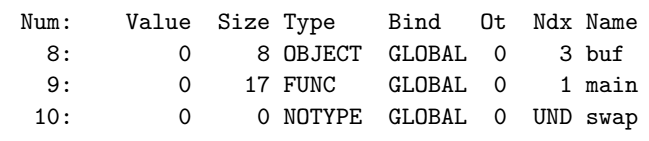 Num: Value Size Type Bind Ot Ndx Name
8: 0 8 OBJECT GLOBAL 0 3 buf
9: 0 17 FUNC GLOBAL 0 1 main
10: 0 0 NOTYPE GLOBAL 0 UND swap